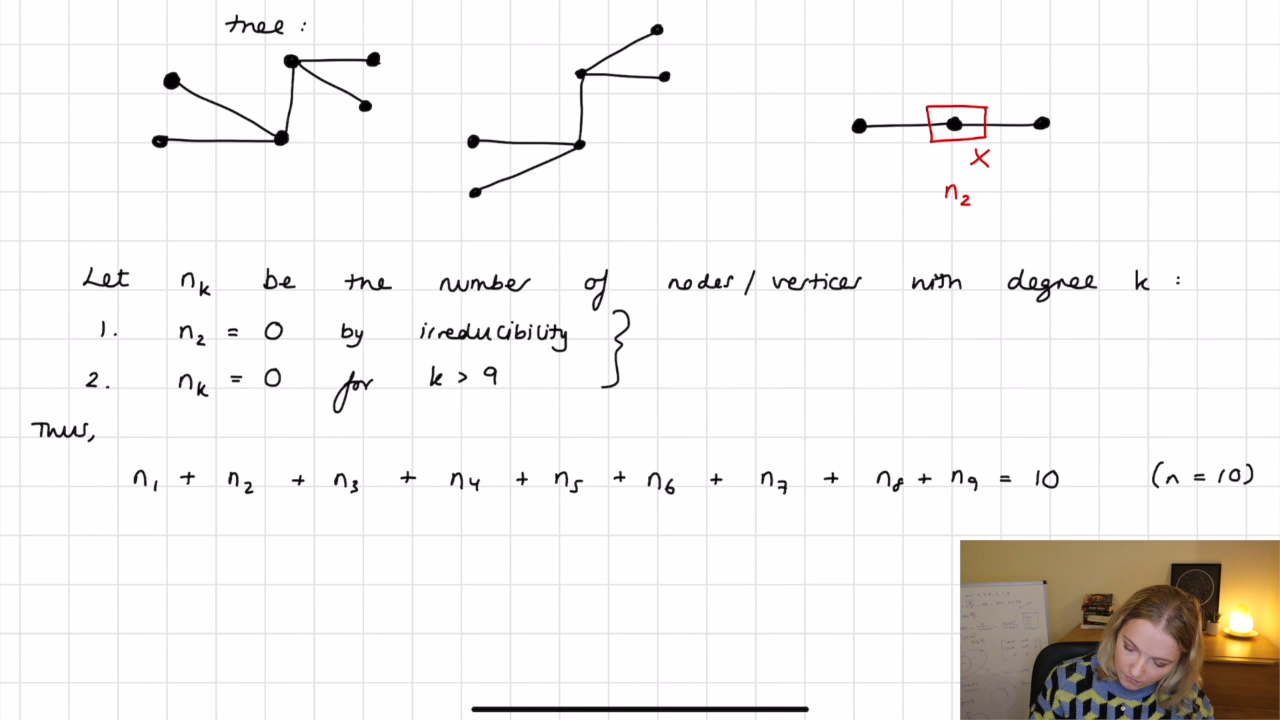 tree :
X
n₂
Let nₖ be the number of nodes / vertices with degree k :
1. n₂ = 0 by irreducibility
2. nₖ = 0 for k > 9
Thus,
n₁ + n₂ + n₃ + n₄ + n₅ + n₆ + n₇ + n₈ + n₉ = 10 (n = 10)